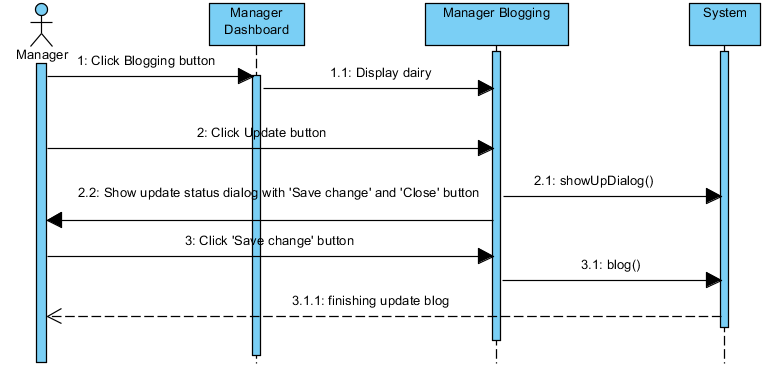 Manager
Dashboard
Manager Blogging
System
Manager
1: Click Blogging button
1.1: Display dairy
2: Click Update button
2.1: showUpDialog()
2.2: Show update status dialog with 'Save change' and 'Close' button
3: Click 'Save change' button
3.1: blog()
3.1.1: finishing update blog